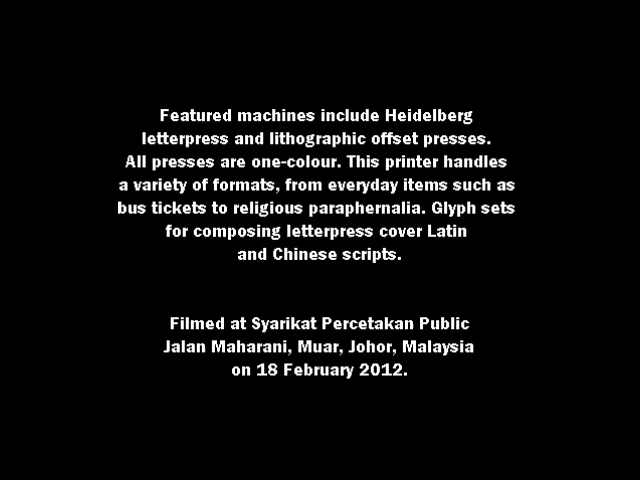 Featured machines include Heidelberg
letterpress and lithographic offset presses.
All presses are one-colour. This printer handles
a variety of formats, from everyday items such as
bus tickets to religious paraphernalia. Glyph sets
for composing letterpress cover Latin
and Chinese scripts.
Filmed at Syarikat Percetakan Public
Jalan Maharani, Muar, Johor, Malaysia
on 18 February 2012.